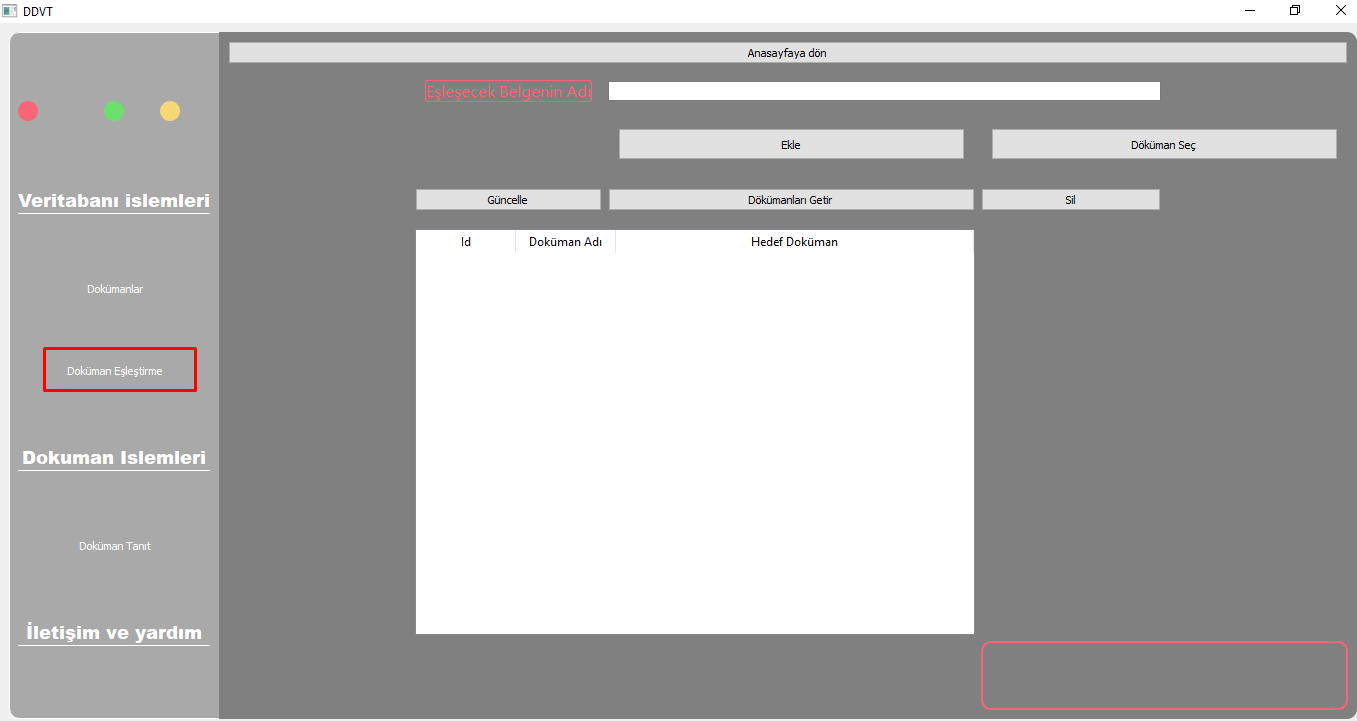 DDVT
Anasayfaya dön
Eşleşecek Belgenin Adı
Ekle
Döküman Seç
Veritabanı islemleri
Güncelle
Dökümanları Getir
Sil
Id
Doküman Adı
Hedef Doküman
Dokümanlar
Doküman Eşleştirme
Dokuman Islemleri
Doküman Tanıt
İletişim ve yardım